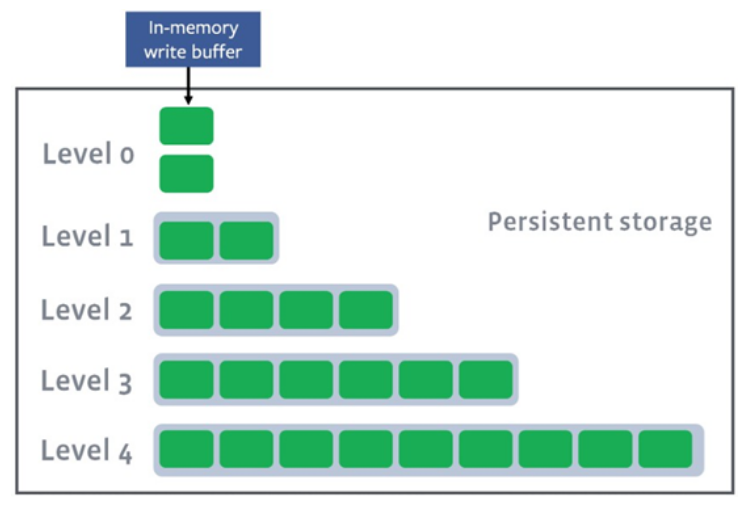 In-memory
write buffer
Level 0
Level 1
Persistent storage
Level 2
Level 3
Level 4